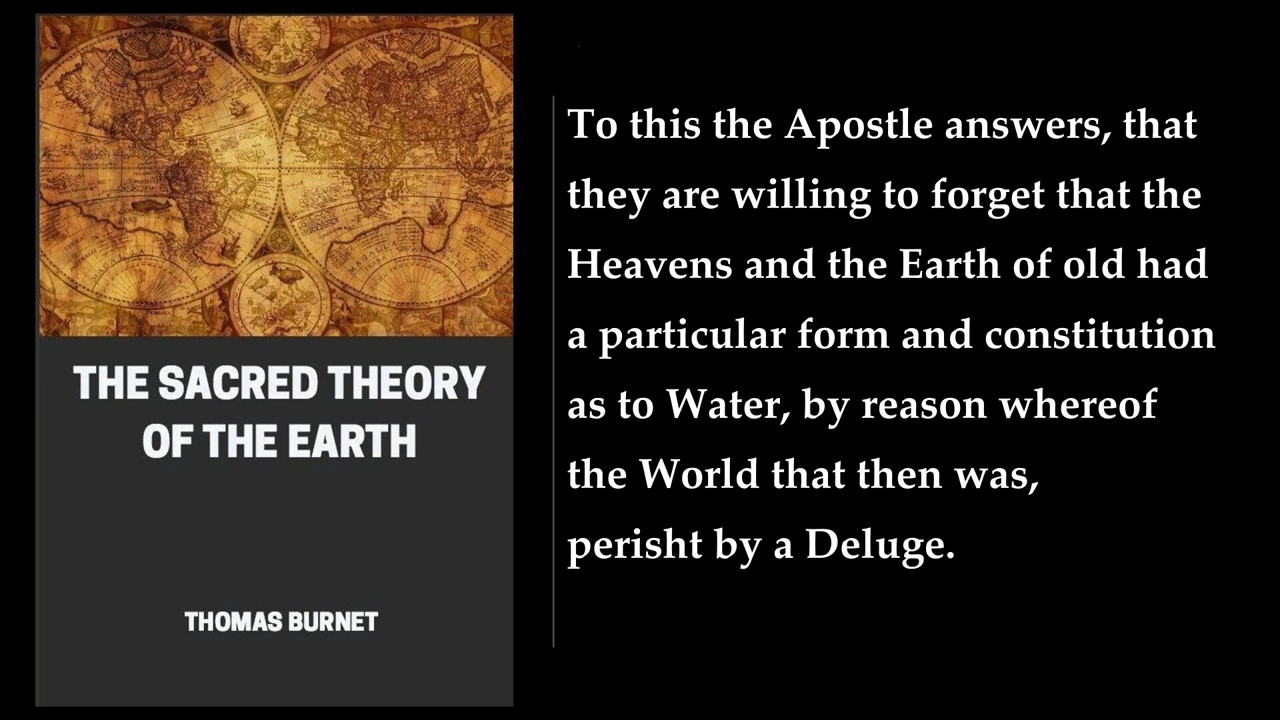 THE SACRED THEORY
OF THE EARTH
THOMAS BURNET
To this the Apostle answers, that
they are willing to forget that the
Heavens and the Earth of old had
a particular form and constitution
as to Water, by reason whereof
the World that then was,
perisht by a Deluge.